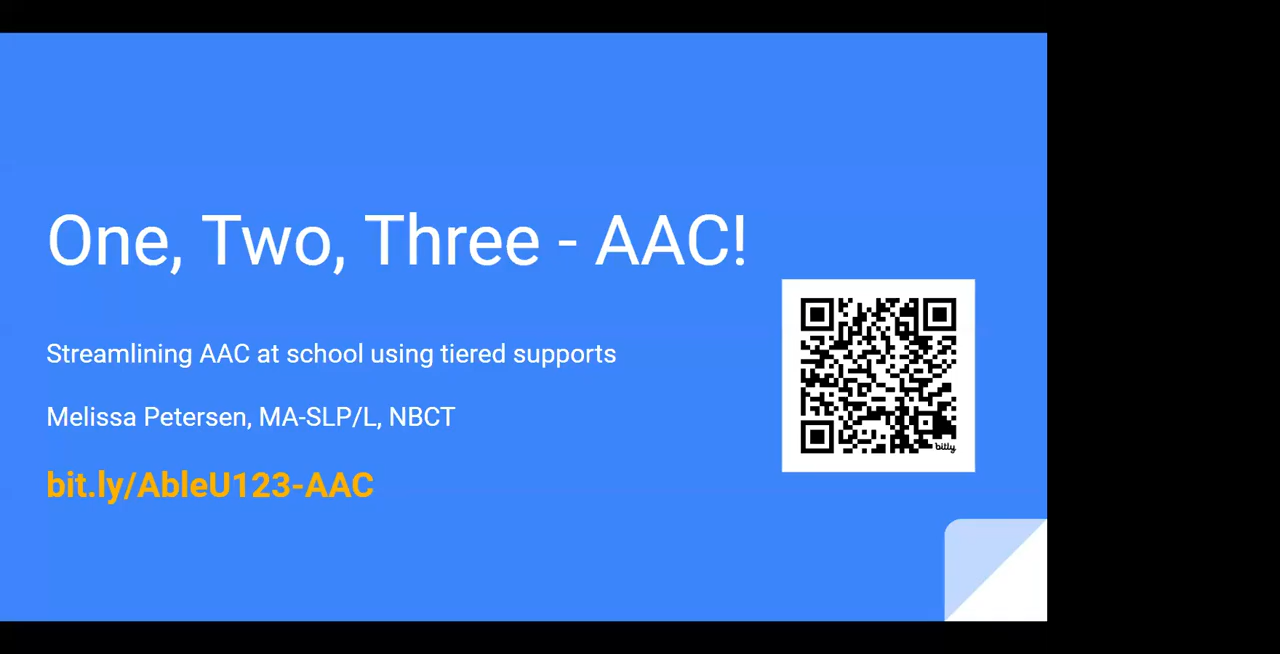 One, Two, Three - AAC!
Streamlining AAC at school using tiered supports
Melissa Petersen, MA-SLP/L, NBCT
bit.ly/AbleU123-AAC
bitly